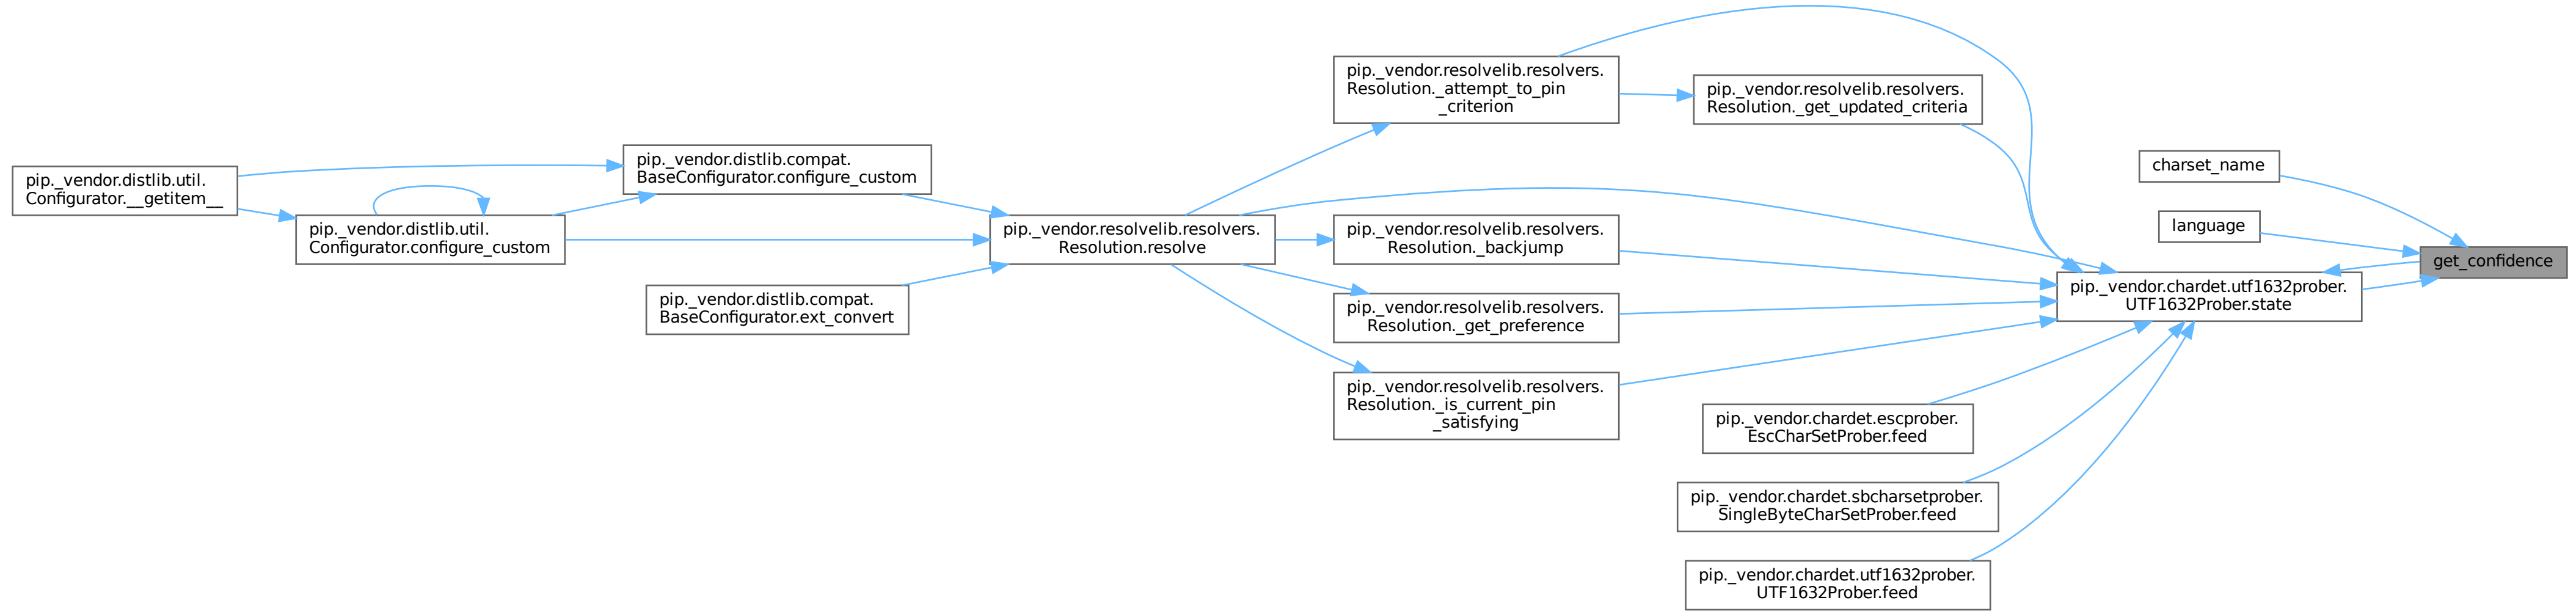 pip._vendor.distlib.util.
Configurator.__getitem__
pip._vendor.distlib.util.
Configurator.configure_custom
pip._vendor.distlib.compat.
BaseConfigurator.configure_custom
pip._vendor.distlib.compat.
BaseConfigurator.ext_convert
pip._vendor.resolvelib.resolvers.
Resolution.resolve
pip._vendor.resolvelib.resolvers.
Resolution._attempt_to_pin
_criterion
pip._vendor.resolvelib.resolvers.
Resolution._backjump
pip._vendor.resolvelib.resolvers.
Resolution._get_preference
pip._vendor.resolvelib.resolvers.
Resolution._is_current_pin
_satisfying
pip._vendor.resolvelib.resolvers.
Resolution._get_updated_criteria
pip._vendor.chardet.escprober.
EscCharSetProber.feed
pip._vendor.chardet.sbcharsetprober.
SingleByteCharSetProber.feed
pip._vendor.chardet.utf1632prober.
UTF1632Prober.feed
charset_name
language
pip._vendor.chardet.utf1632prober.
UTF1632Prober.state
get_confidence